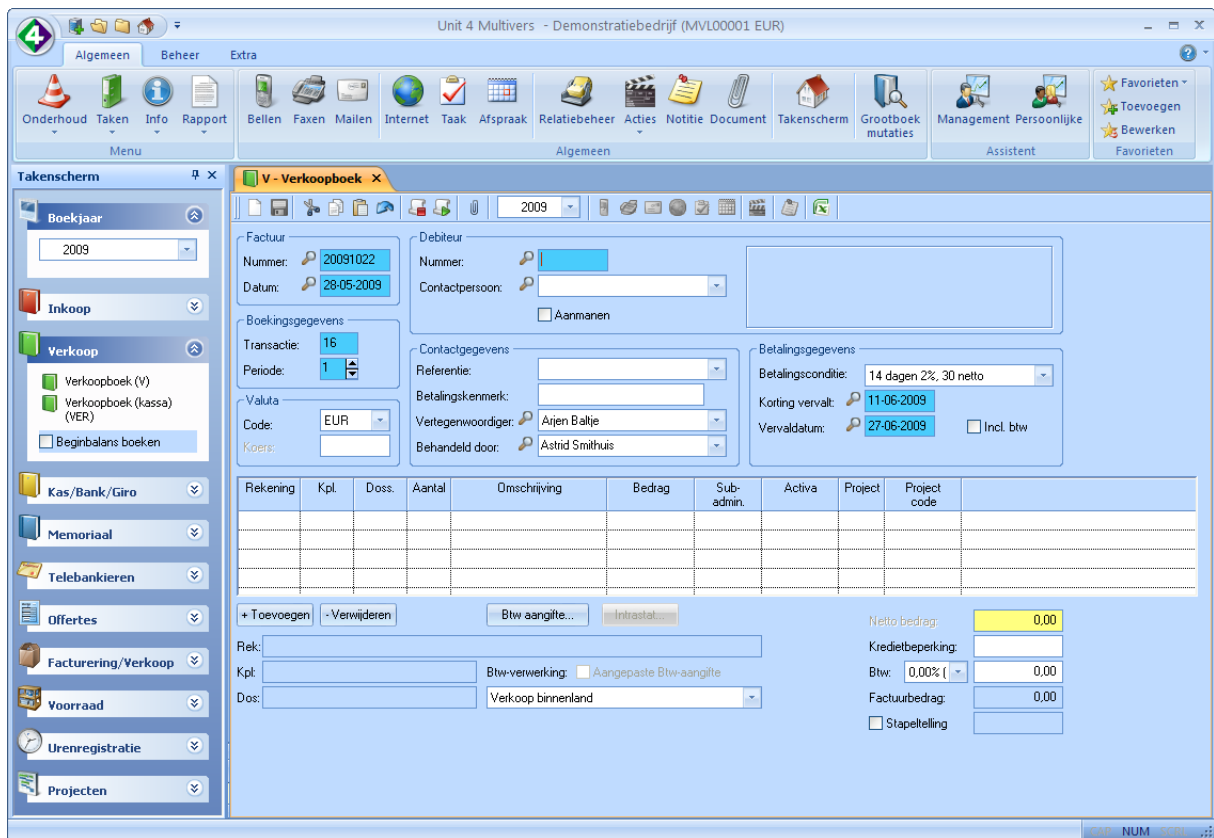 Unit 4 Multivers - Demonstratiebedrijf (MVL00001 EUR)
Algemeen Beheer Extra
Onderhoud Taken Info Rapport
Menu
Bellen Faxen Mailen Internet Taak Afspraak Relatiebeheer Acties Notitie Document Takenscherm Grootboek mutaties
Algemeen
Management Persoonlijke
Assistent
Favorieten
Toevoegen
Bewerken
Favorieten
Takenscherm
Boekjaar
2009
Inkoop
Verkoop
Verkoopboek (V)
Verkoopboek (kassa)
(VER)
Beginbalans boeken
Kas/Bank/Giro
Memoriaal
Telebankieren
Offertes
Facturering/Verkoop
Voorraad
Urenregistratie
Projecten
V - Verkoopboek
2009
Factuur
Nummer: 20091022
Datum: 28-05-2009
Debiteur
Nummer:
Contactpersoon:
Aanmanen
Boekingsgegevens
Transactie: 16
Periode: 1
Valuta
Code: EUR
Koers:
Contactgegevens
Referentie:
Betalingskenmerk:
Vertegenwoordiger: Arjen Baltje
Behandeld door: Astrid Smithuis
Betalingsgegevens
Betalingsconditie: 14 dagen 2%, 30 netto
Korting vervalt: 11-06-2009
Vervaldatum: 27-06-2009 Incl. btw
Rekening Kpl. Doss. Aantal Omschrijving Bedrag Sub-admin. Activa Project Project code
+ Toevoegen - Verwijderen Btw aangifte... Intrastat...
Rek:
Kpl:
Dos:
Btw-verwerking: Aangepaste Btw-aangifte
Verkoop binnenland
Netto bedrag: 0,00
Kredietbeperking:
Btw: 0,00% ( 0,00
Factuurbedrag: 0,00
Stapeltelling
NUM